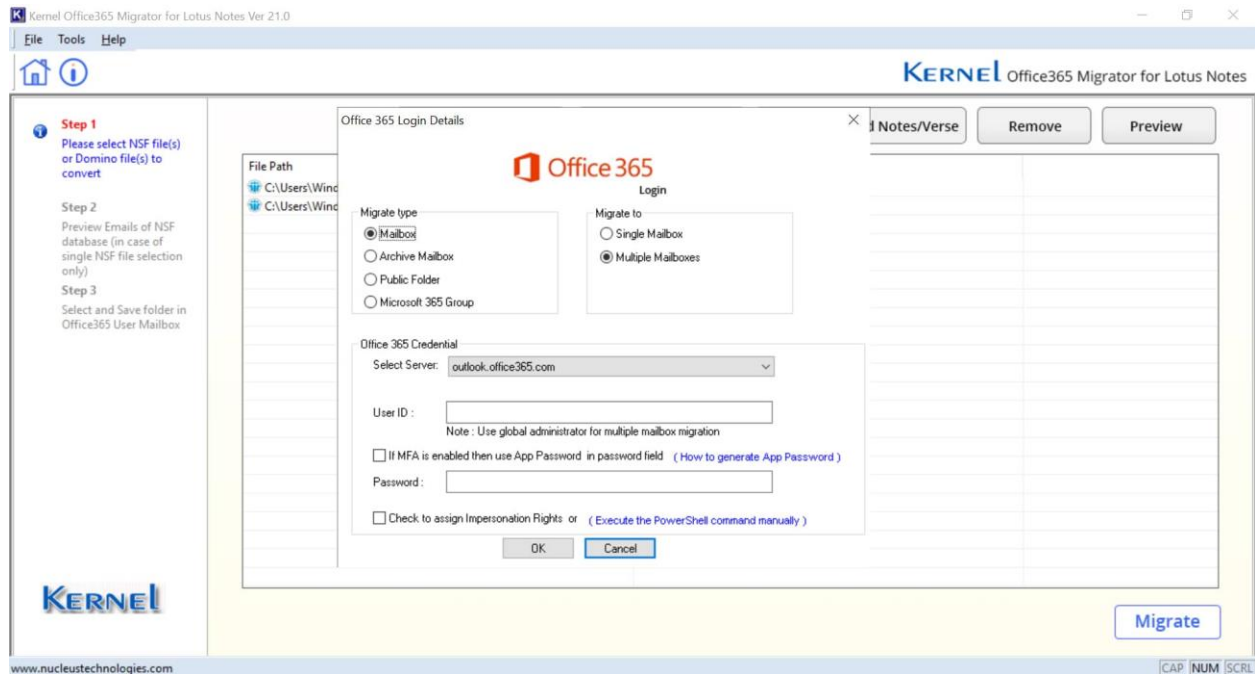 Kernel Office365 Migrator for Lotus Notes Ver 21.0
File Tools Help
KERNEL Office365 Migrator for Lotus Notes
Step 1
Please select NSF file(s)
or Domino file(s) to
convert
Step 2
Preview Emails of NSF
database (in case of
single NSF file selection
only)
Step 3
Select and Save folder in
Office365 User Mailbox
KERNEL
Notes/Verse
Remove
Preview
File Path
C:\Users\Wind
C:\Users\Wind
Office 365 Login Details
Office 365
Login
Migrate type
Mailbox
Archive Mailbox
Public Folder
Microsoft 365 Group
Migrate to
Single Mailbox
Multiple Mailboxes
Office 365 Credential
Select Server: outlook.office365.com
User ID :
Note : Use global administrator for multiple mailbox migration
If MFA is enabled then use App Password in password field ( How to generate App Password )
Password :
Check to assign Impersonation Rights or ( Execute the PowerShell command manually )
OK Cancel
Migrate
www.nucleustechnologies.com
CAP NUM SCRL